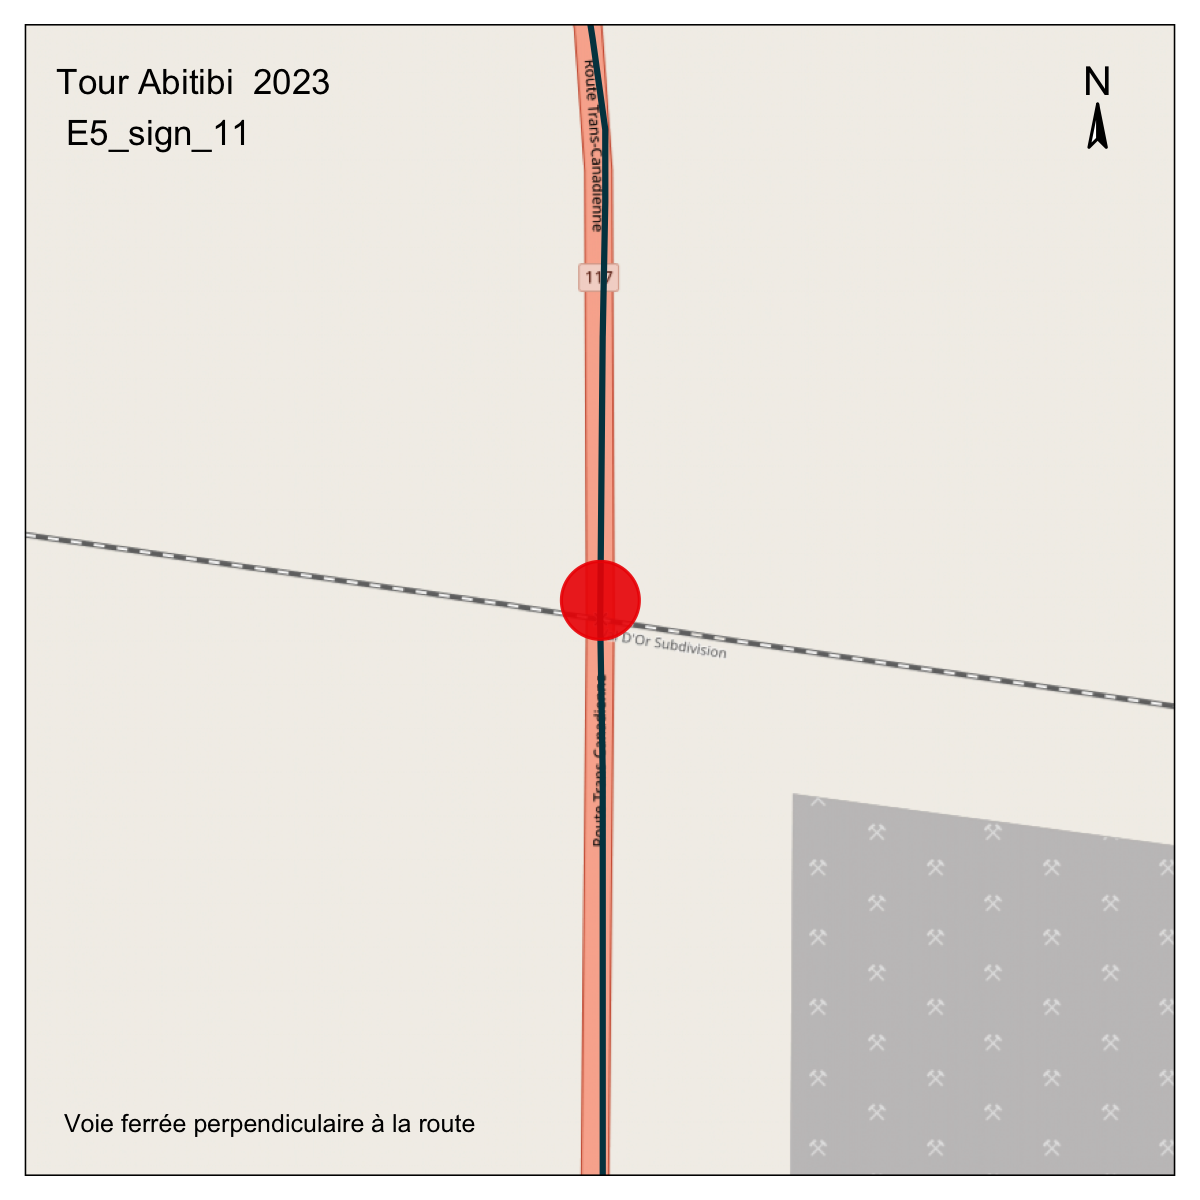 Tour Abitibi  2023
E5_sign_11
N
Route Trans-Canadienne
117
D'Or Subdivision
Route Trans-Canadienne
Voie ferrée perpendiculaire à la route